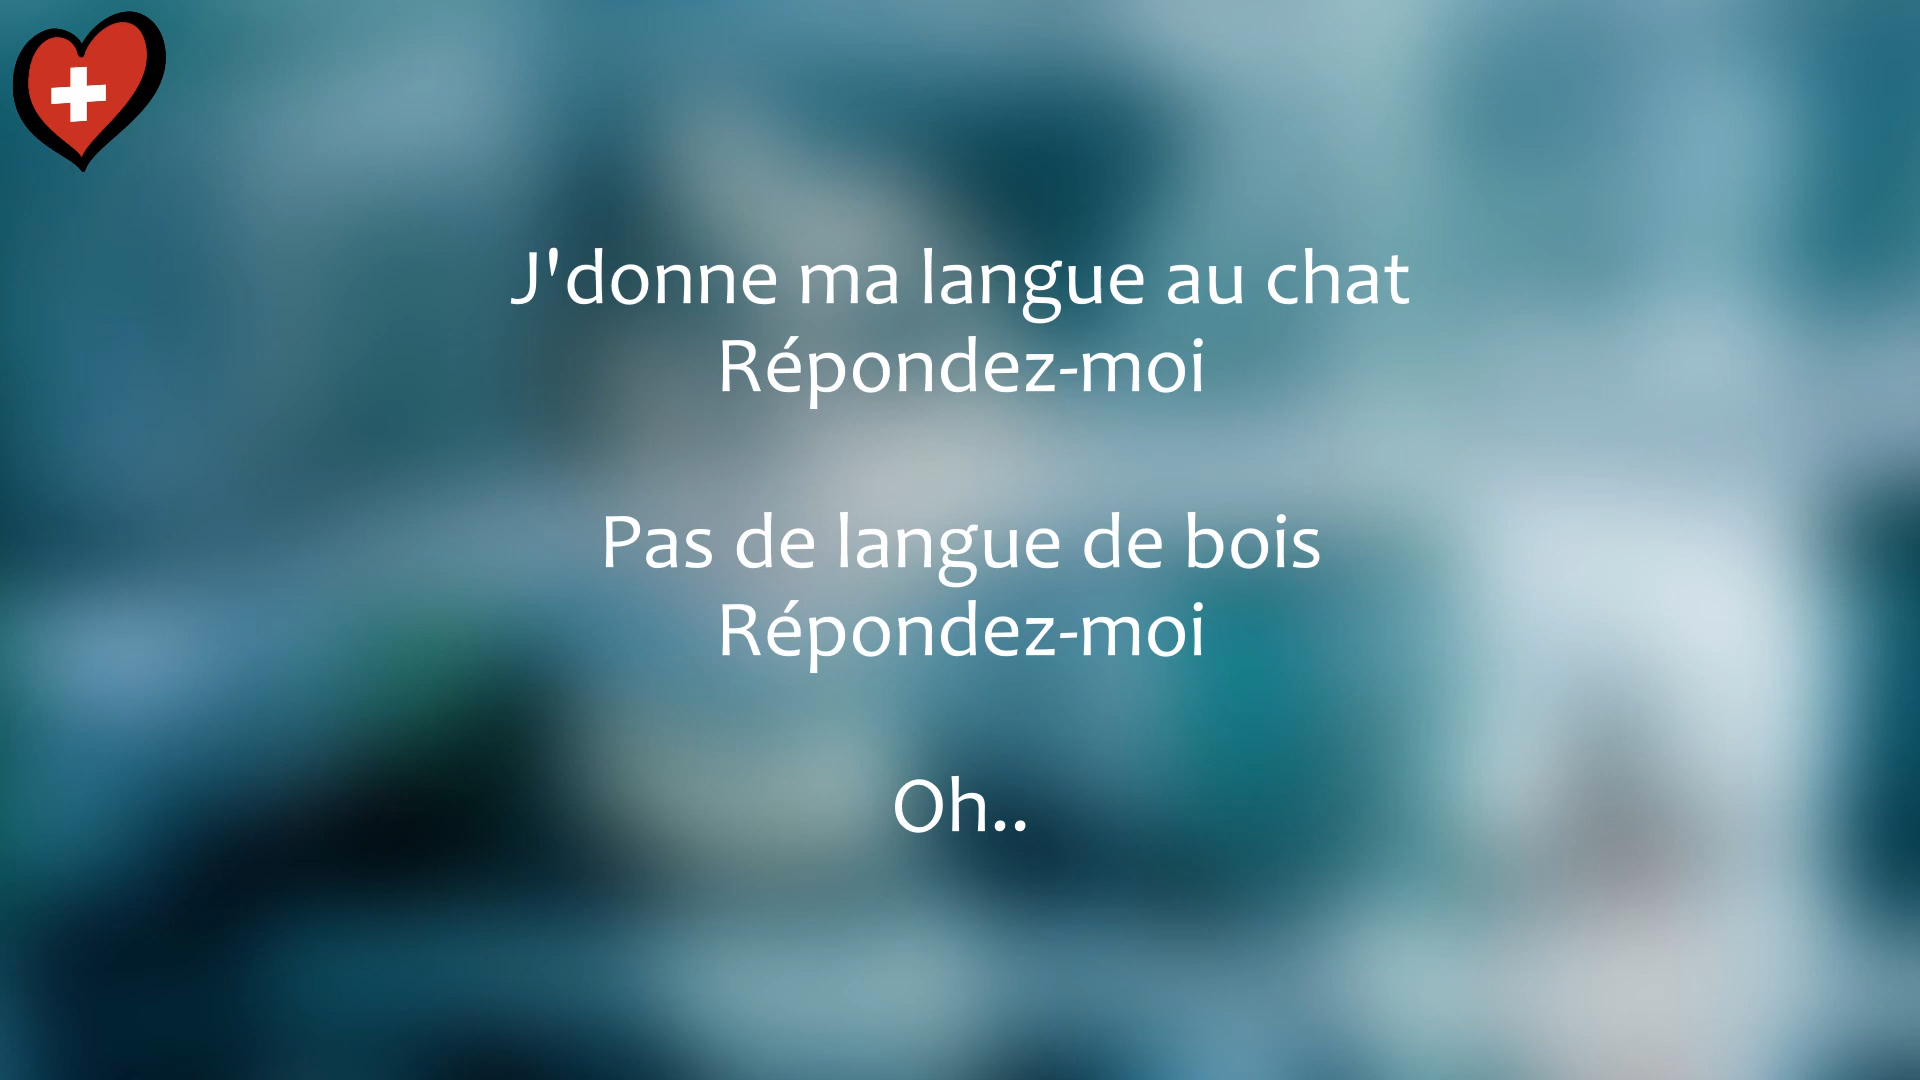 J'donne ma langue au chat
Répondez-moi
Pas de langue de bois
Répondez-moi
Oh..